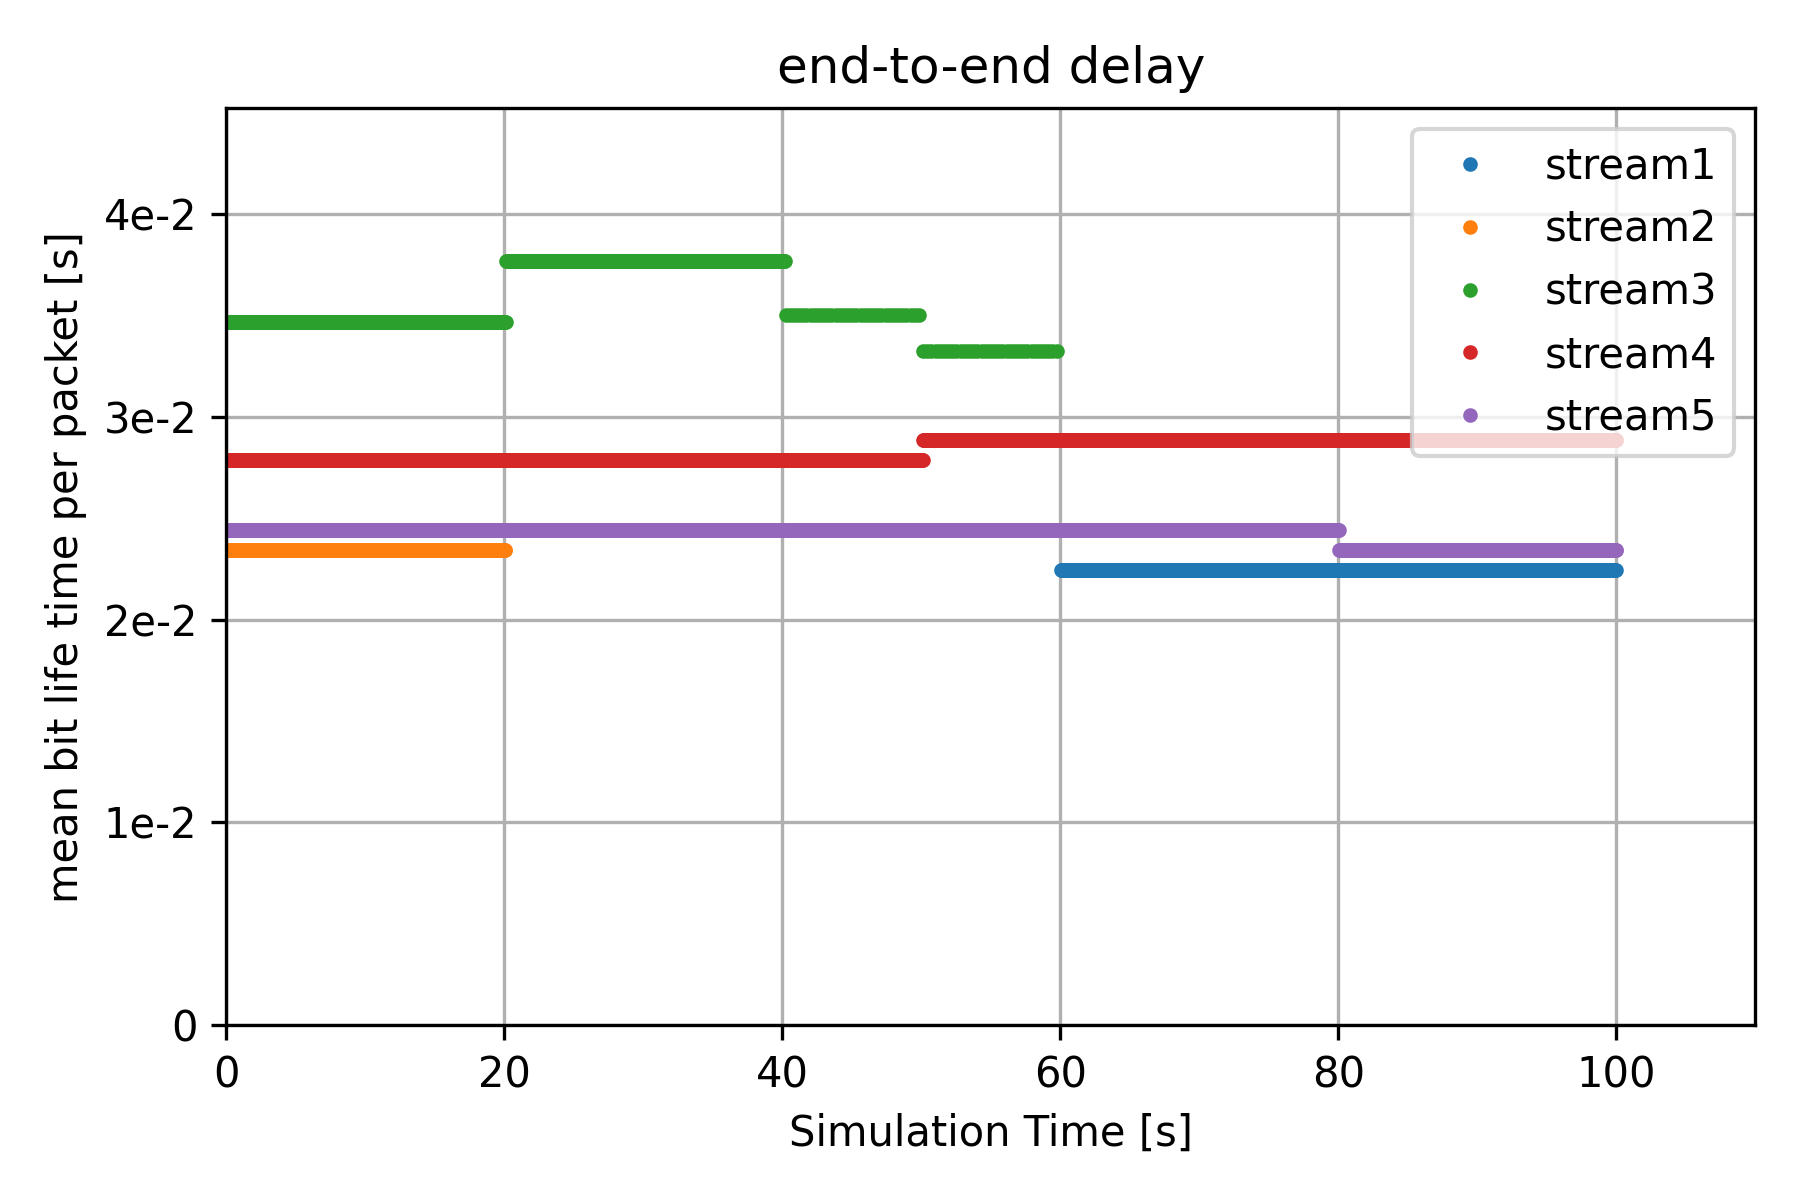 end-to-end delay
mean bit life time per packet [s]
4e-2
3e-2
2e-2
1e-2
0
0 20 40 60 80 100
Simulation Time [s]
stream1
stream2
stream3
stream4
stream5